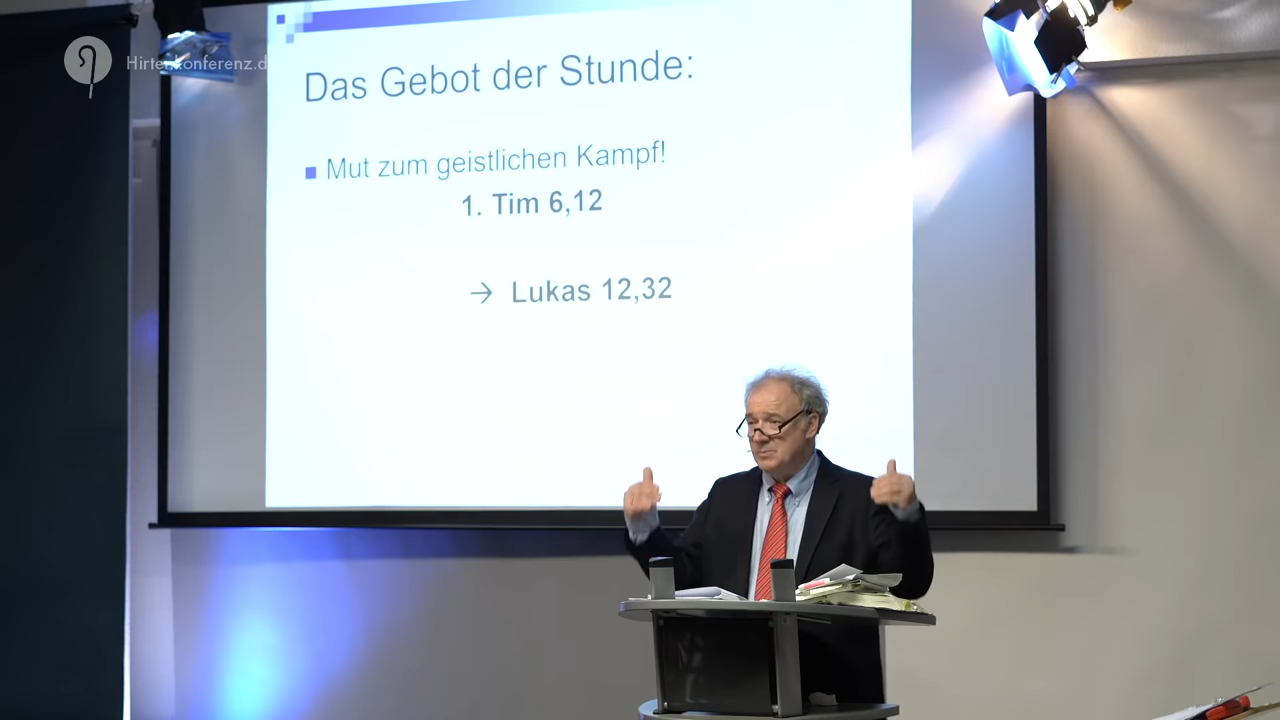 Hirtenkonferenz.d
Das Gebot der Stunde:
Mut zum geistlichen Kampf!
1. Tim 6,12
→ Lukas 12,32